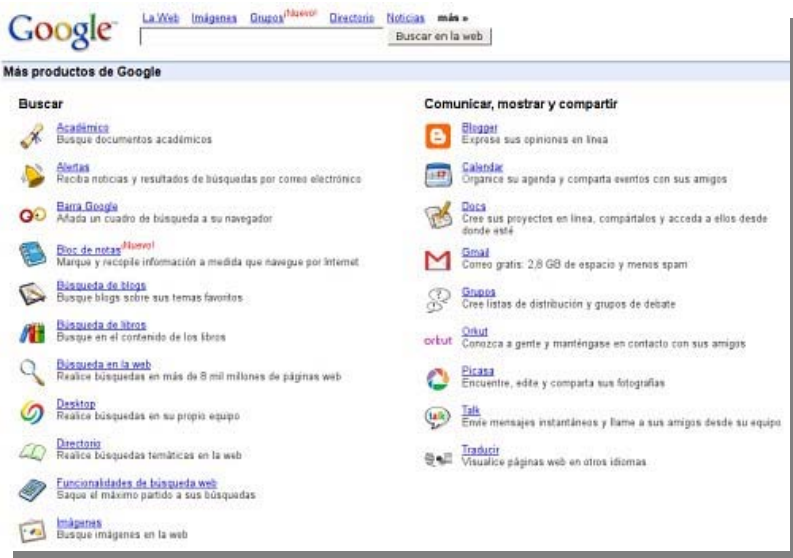 Google
La Web Imágenes Grupos ¡Nuevo! Directorio Noticias más »
Buscar en la web
Más productos de Google
Buscar
Académico
Busque documentos académicos
Alertas
Reciba noticias y resultados de búsquedas por correo electrónico
Barra Google
Añada un cuadro de búsqueda a su navegador
Bloc de notas ¡Nuevo!
Marque y recopile información a medida que navegue por Internet
Búsqueda de blogs
Busque blogs sobre sus temas favoritos
Búsqueda de libros
Busque en el contenido de los libros
Búsqueda en la web
Realice búsquedas en más de 8 mil millones de páginas web
Desktop
Realice búsquedas en su propio equipo
Directorio
Realice búsquedas temáticas en la web
Funcionalidades de búsqueda web
Saque el máximo partido a sus búsquedas
Imágenes
Busque imágenes en la web
Comunicar, mostrar y compartir
Blogger
Exprese sus opiniones en línea
Calendar
Organice su agenda y comparta eventos con sus amigos
Docs
Cree sus proyectos en línea, compártalos y acceda a ellos desde
donde esté
Gmail
Correo gratis: 2,8 GB de espacio y menos spam
Grupos
Cree listas de distribución y grupos de debate
orkut
Orkut
Conozca a gente y manténgase en contacto con sus amigos
Picasa
Encuentre, edite y comparta sus fotografías
talk
Talk
Envíe mensajes instantáneos y llame a sus amigos desde su equipo
Traducir
Visualice páginas web en otros idiomas